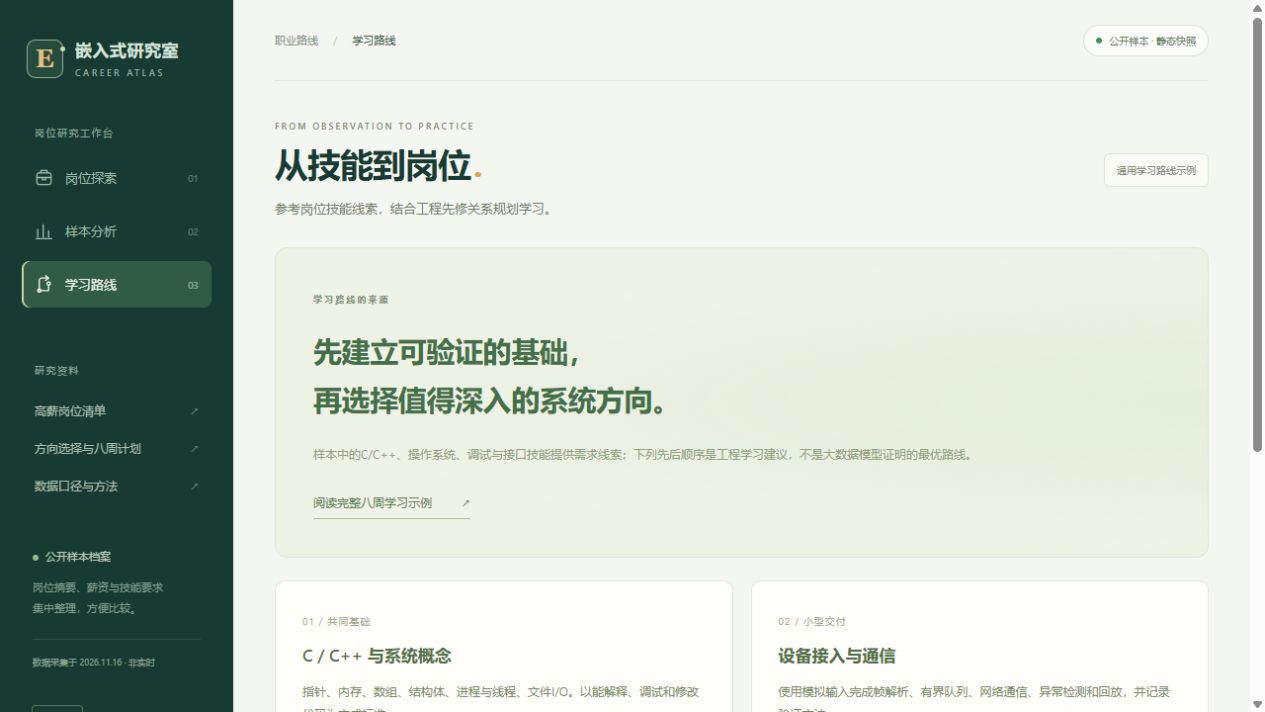 E
嵌入式研究室
CAREER ATLAS
岗位研究工作台
岗位探索 01
样本分析 02
学习路线 03
研究资料
高薪岗位清单 ↗
方向选择与八周计划 ↗
数据口径与方法 ↗
公开样本档案
岗位摘要、薪资与技能要求
集中整理，方便比较。
数据采集于 2026.11.16 · 非实时
职业路线 / 学习路线
公开样本 · 静态快照
FROM OBSERVATION TO PRACTICE
从技能到岗位.
通用学习路线示例
参考岗位技能线索，结合工程先修关系规划学习。
学习路线的来源
先建立可验证的基础，
再选择值得深入的系统方向。
样本中的C/C++、操作系统、调试与接口技能提供需求线索；下列先后顺序是工程学习建议，不是大数据模型证明的最优路线。
阅读完整八周学习示例 ↗
01 / 共同基础
C / C++ 与系统概念
指针、内存、数组、结构体、进程与线程、文件I/O。以能解释、调试和修改
02 / 小型交付
设备接入与通信
使用模拟输入完成帧解析、有界队列、网络通信、异常检测和回放，并记录